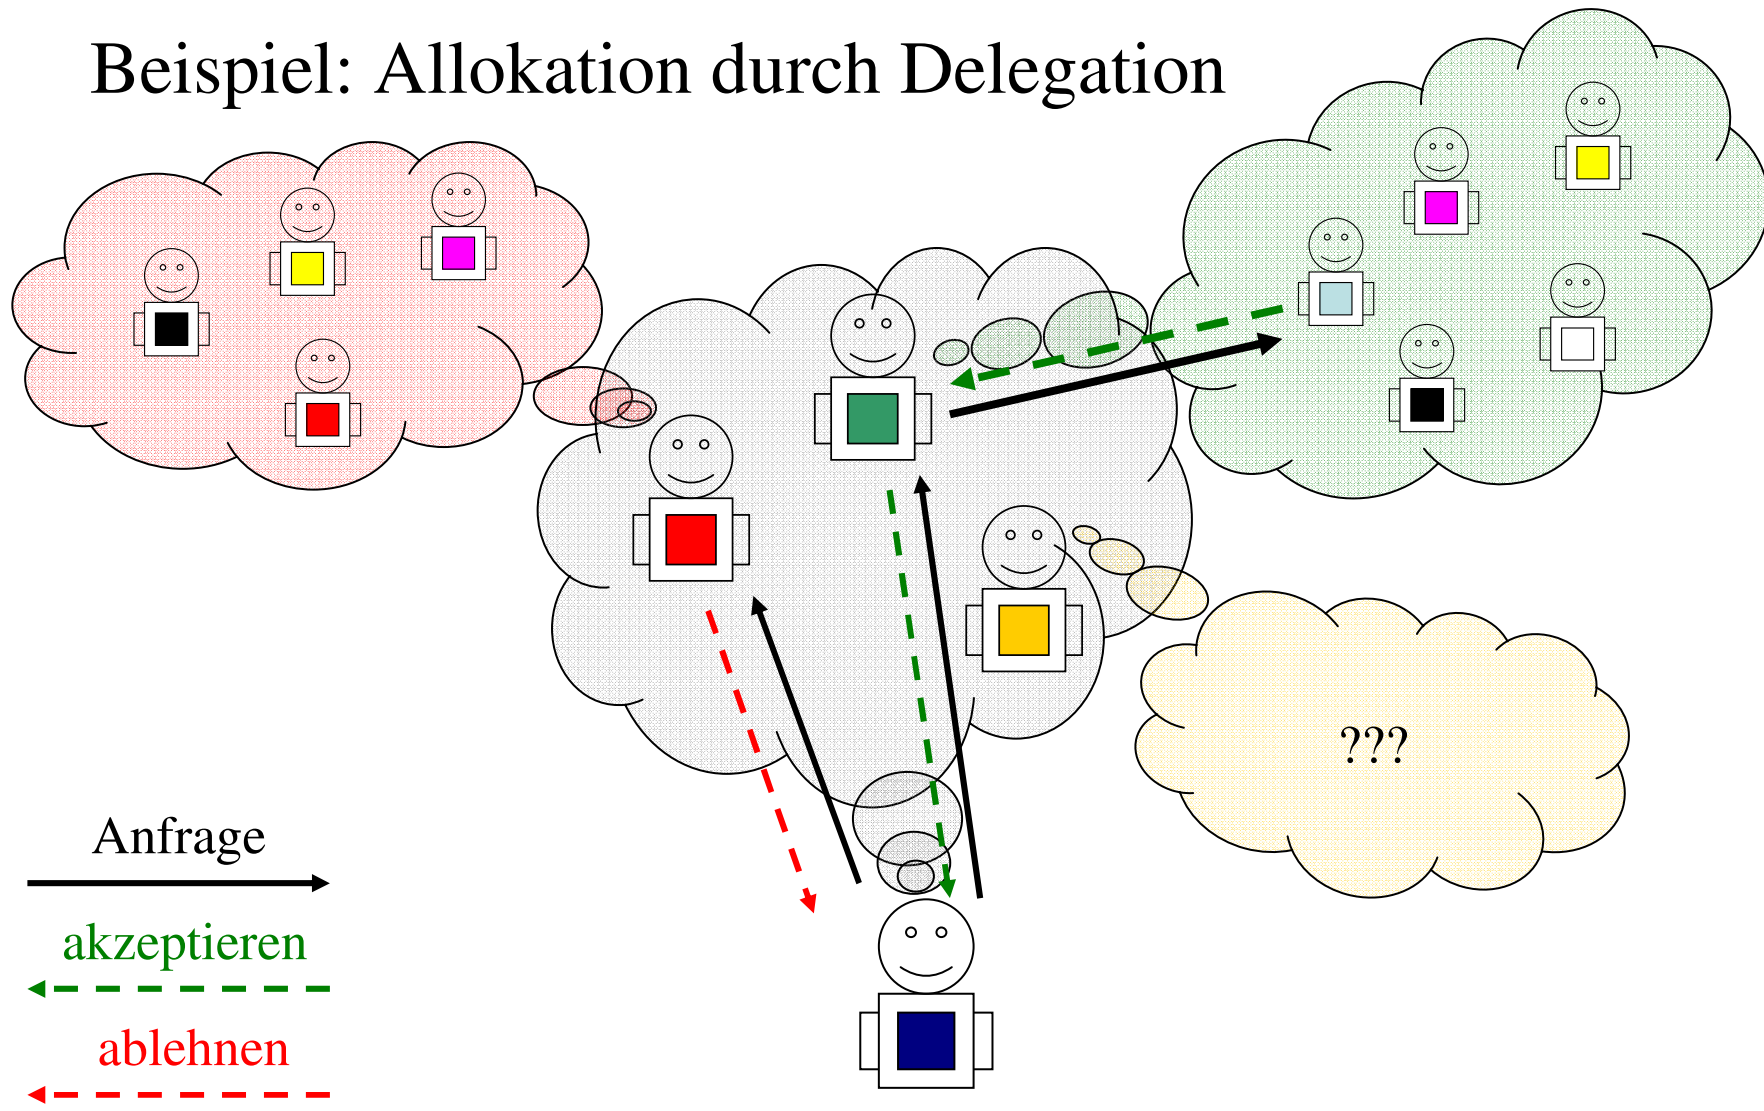 Beispiel: Allokation durch Delegation
???
Anfrage
akzeptieren
ablehnen